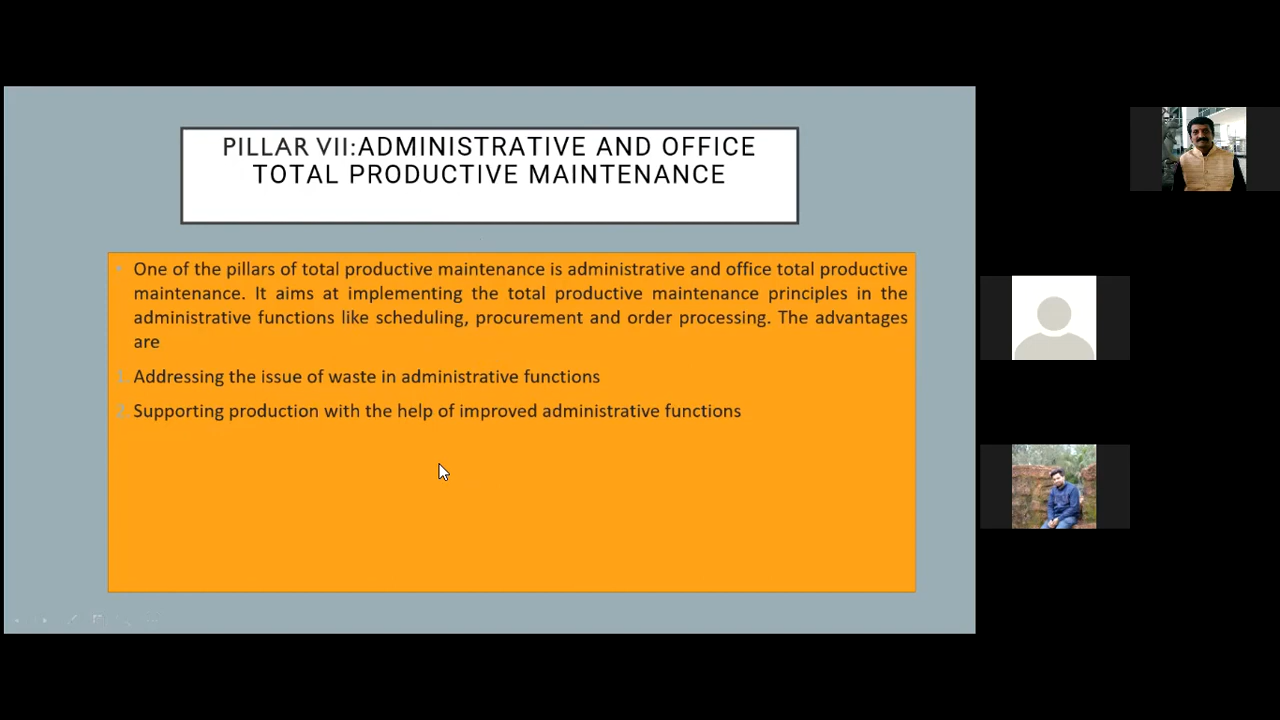 PILLAR VII:ADMINISTRATIVE AND OFFICE
TOTAL PRODUCTIVE MAINTENANCE
• One of the pillars of total productive maintenance is administrative and office total productive
maintenance. It aims at implementing the total productive maintenance principles in the
administrative functions like scheduling, procurement and order processing. The advantages
are
1. Addressing the issue of waste in administrative functions
2. Supporting production with the help of improved administrative functions